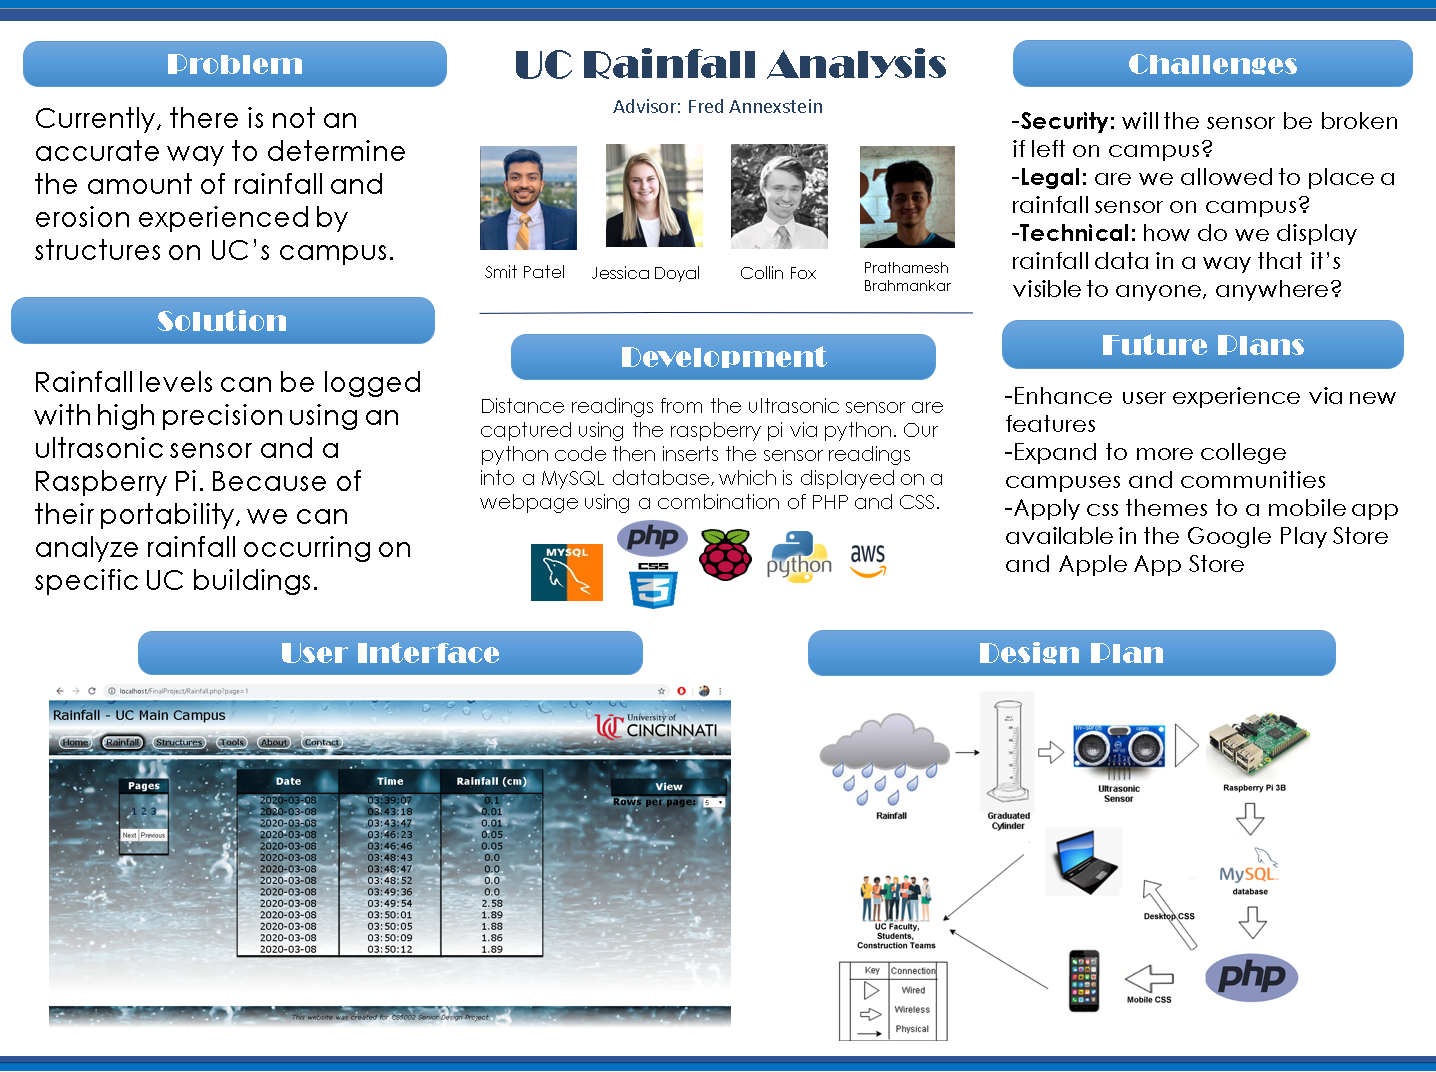 Problem
Currently, there is not an
accurate way to determine
the amount of rainfall and
erosion experienced by
structures on UC's campus.
Solution
Rainfall levels can be logged
with high precision using an
ultrasonic sensor and a
Raspberry Pi. Because of
their portability, we can
analyze rainfall occurring on
specific UC buildings.
UC Rainfall Analysis
Advisor: Fred Annexstein
Smit Patel
Jessica Doyal
Collin Fox
Prathamesh
Brahmankar
Development
Distance readings from the ultrasonic sensor are
captured using the raspberry pi via python. Our
python code then inserts the sensor readings
into a MySQL database, which is displayed on a
webpage using a combination of PHP and CSS.
MYSQL
php
CSS
3
python
aws
Challenges
-Security: will the sensor be broken
if left on campus?
-Legal: are we allowed to place a
rainfall sensor on campus?
-Technical: how do we display
rainfall data in a way that it's
visible to anyone, anywhere?
Future Plans
-Enhance user experience via new
features
-Expand to more college
campuses and communities
-Apply css themes to a mobile app
available in the Google Play Store
and Apple App Store
User Interface
localhost/FinalProject/Rainfall.php?page=1
Rainfall - UC Main Campus
University of
CINCINNATI
Home Rainfall Structures Tools About Contact
Pages
1 2 3
Next Previous
Date Time Rainfall (cm)
2020-03-08 03:39:07 0.1
2020-03-08 03:43:18 0.01
2020-03-08 03:43:47 0.01
2020-03-08 03:46:23 0.05
2020-03-08 03:46:46 0.05
2020-03-08 03:48:43 0.0
2020-03-08 03:48:47 0.0
2020-03-08 03:48:52 0.0
2020-03-08 03:49:36 0.0
2020-03-08 03:49:54 2.58
2020-03-08 03:50:01 1.89
2020-03-08 03:50:05 1.88
2020-03-08 03:50:09 1.86
2020-03-08 03:50:12 1.89
View
Rows per page: 5
This website was created for CS5002 Senior Design Project
Design Plan
Rainfall
Graduated
Cylinder
HY-SR05
Ultrasonic
Sensor
Raspberry Pi 3B
MySQL
database
php
Desktop CSS
Mobile CSS
UC Faculty,
Students,
Construction Teams
Key Connection
Wired
Wireless
Physical